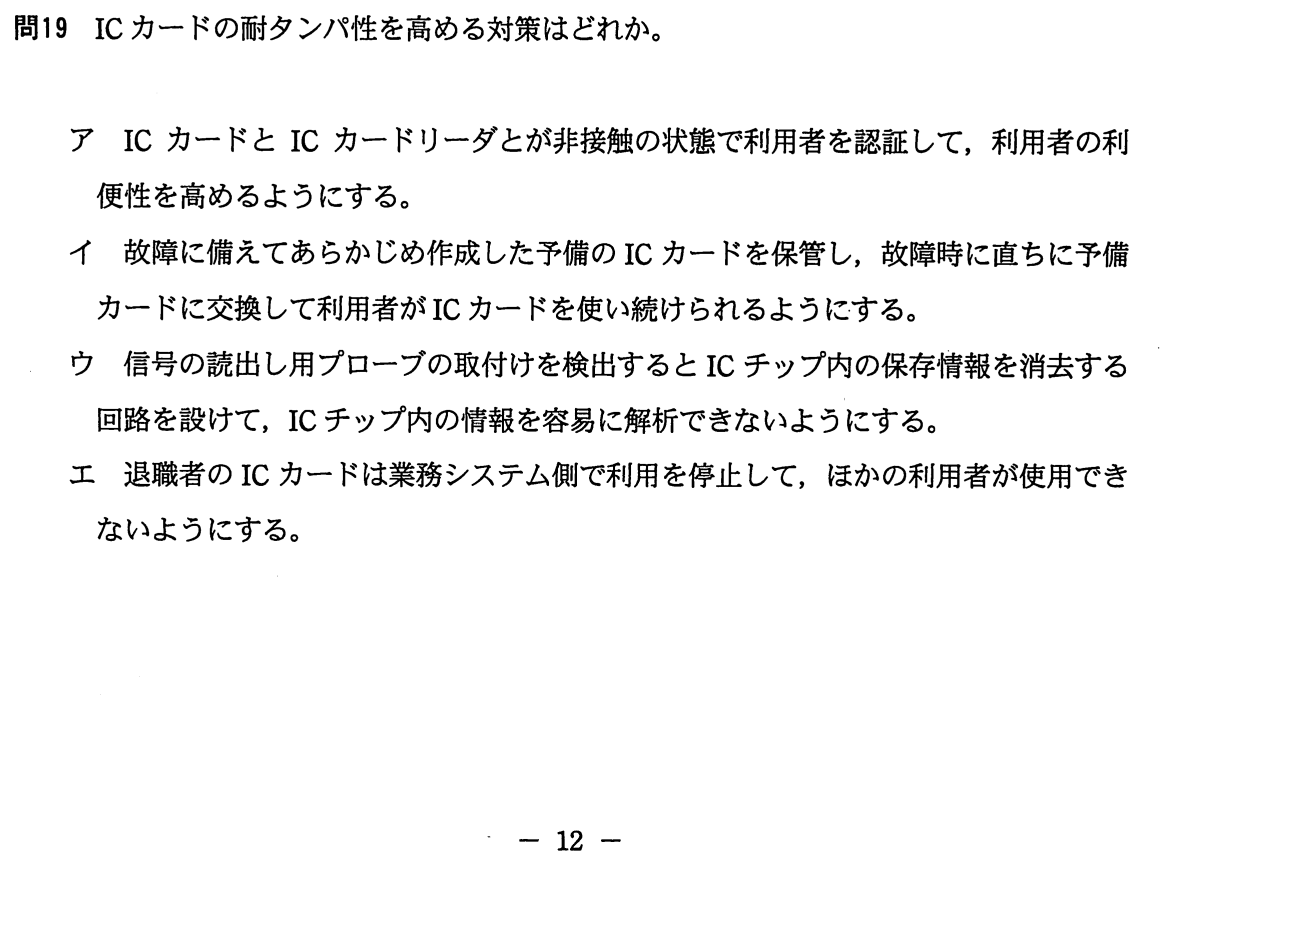 問19 ICカードの耐タンパ性を高める対策はどれか。
ア IC カードと IC カードリーダとが非接触の状態で利用者を認証して，利用者の利
便性を高めるようにする。
イ 故障に備えてあらかじめ作成した予備の IC カードを保管し，故障時に直ちに予備
カードに交換して利用者が IC カードを使い続けられるようにする。
ウ 信号の読出し用プローブの取付けを検出すると IC チップ内の保存情報を消去する
回路を設けて，IC チップ内の情報を容易に解析できないようにする。
エ 退職者の IC カードは業務システム側で利用を停止して，ほかの利用者が使用でき
ないようにする。
－ 12 －